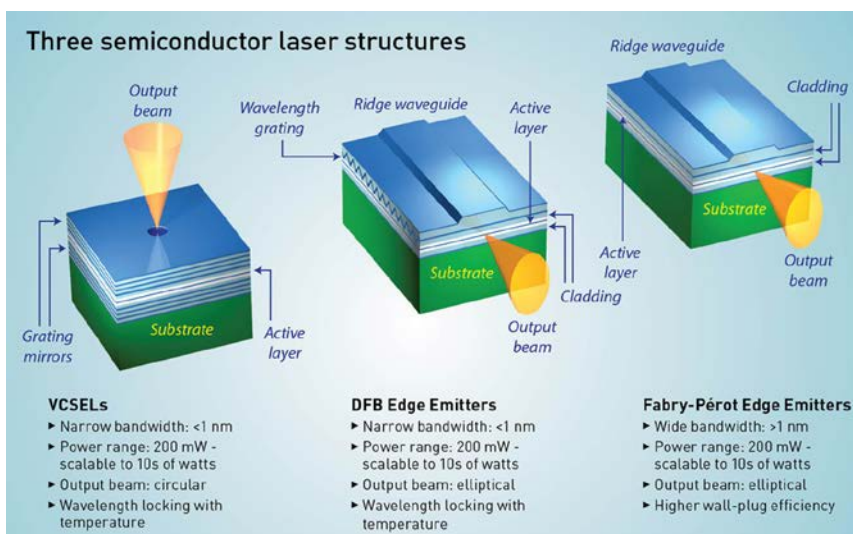 Three semiconductor laser structures
Output
beam
Grating
mirrors
Substrate
Active
layer
Wavelength
grating
Ridge waveguide
Active
layer
Substrate
Cladding
Output
beam
Ridge waveguide
Cladding
Substrate
Active
layer
Output
beam
VCSELs
▸ Narrow bandwidth: <1 nm
▸ Power range: 200 mW -
scalable to 10s of watts
▸ Output beam: circular
▸ Wavelength locking with
temperature
DFB Edge Emitters
▸ Narrow bandwidth: <1 nm
▸ Power range: 200 mW -
scalable to 10s of watts
▸ Output beam: elliptical
▸ Wavelength locking with
temperature
Fabry-Pérot Edge Emitters
▸ Wide bandwidth: >1 nm
▸ Power range: 200 mW -
scalable to 10s of watts
▸ Output beam: elliptical
▸ Higher wall-plug efficiency